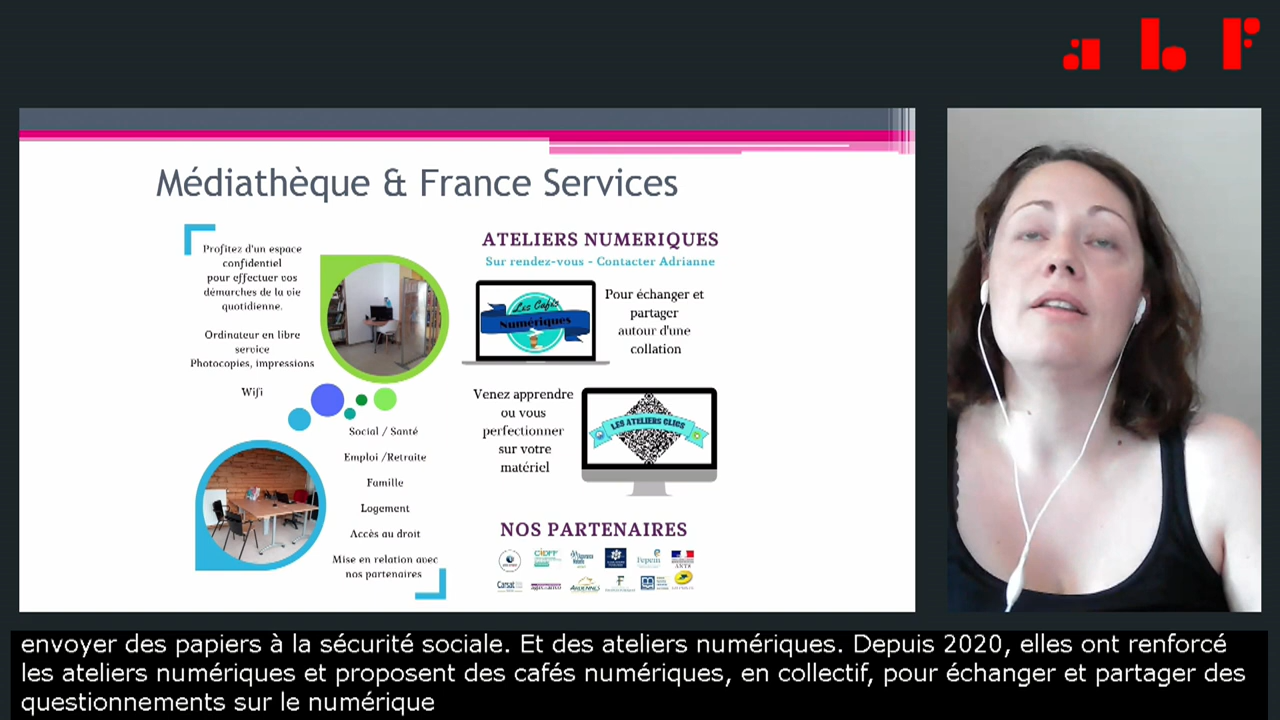 abf
Médiathèque & France Services
Profitez d'un espace
confidentiel
pour effectuer vos
démarches de la vie
quotidienne.
Ordinateur en libre
service
Photocopies, impressions
Wifi
Social / Santé
Emploi /Retraite
Famille
Logement
Accès au droit
Mise en relation avec
nos partenaires
ATELIERS NUMERIQUES
Sur rendez-vous - Contacter Adrianne
Les Cafés
Numériques
Pour échanger et
partager
autour d'une
collation
Venez apprendre
ou vous
perfectionner
sur votre
matériel
LES ATELIERS CLICS
NOS PARTENAIRES
CIDFF
Fepem
Carsat
ARDENNES
envoyer des papiers à la sécurité sociale. Et des ateliers numériques. Depuis 2020, elles ont renforcé
les ateliers numériques et proposent des cafés numériques, en collectif, pour échanger et partager des
questionnements sur le numérique